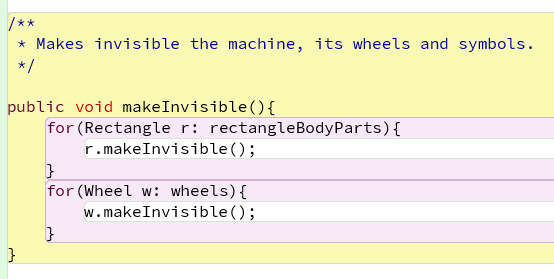 /**
 * Makes invisible the machine, its wheels and symbols.
 */
public void makeInvisible(){
    for(Rectangle r: rectangleBodyParts){
        r.makeInvisible();
    }
    for(Wheel w: wheels){
        w.makeInvisible();
    }
}